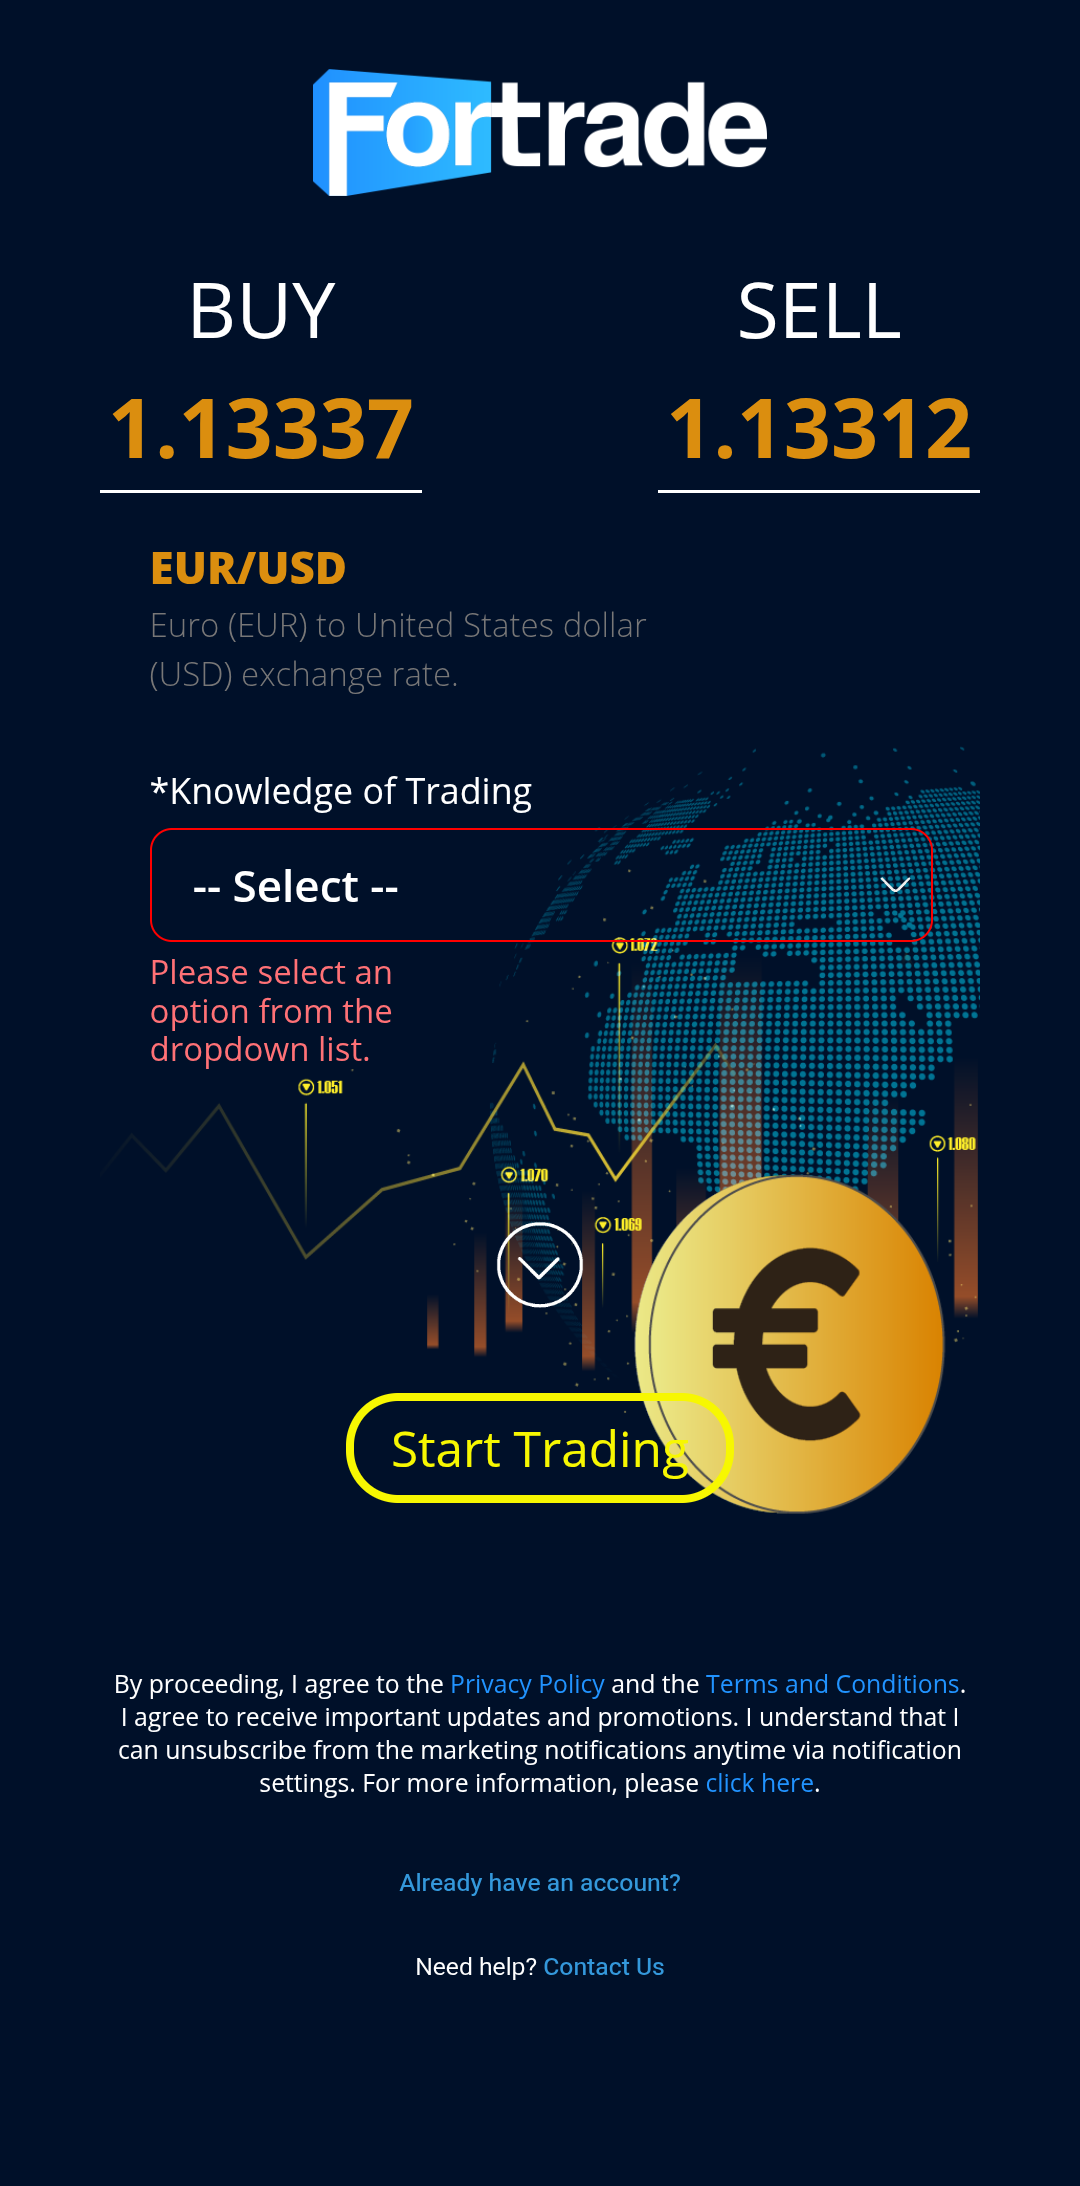 Fortrade
BUY
SELL
1.13337
1.13312
EUR/USD
Euro (EUR) to United States dollar
(USD) exchange rate.
*Knowledge of Trading
-- Select --
1.072
Please select an
option from the
dropdown list.
1.051
1.080
1.070
1.069
€
Start Trading
By proceeding, I agree to the Privacy Policy and the Terms and Conditions.
I agree to receive important updates and promotions. I understand that I
can unsubscribe from the marketing notifications anytime via notification
settings. For more information, please click here.
Already have an account?
Need help? Contact Us